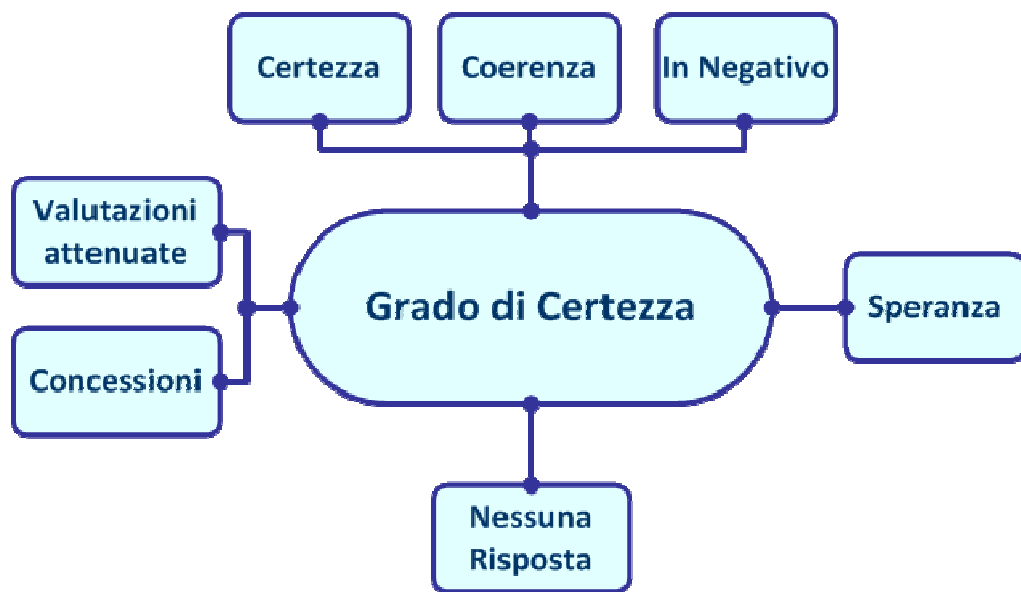 Certezza
Coerenza
In Negativo
Valutazioni
attenuate
Grado di Certezza
Speranza
Concessioni
Nessuna
Risposta